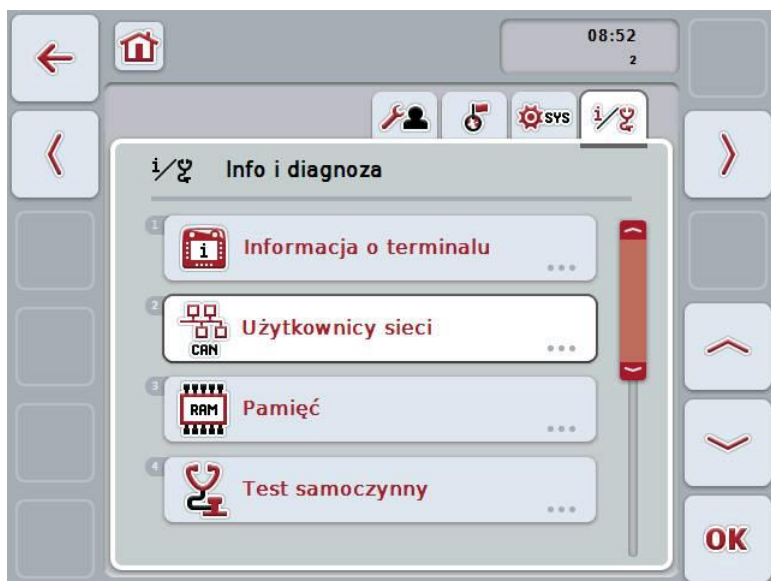 08:52
2
SYS
i/
i/ Info i diagnoza
1
i
Informacja o terminalu
2
CAN
Użytkownicy sieci
3
RAM
Pamięć
4
Test samoczynny
OK